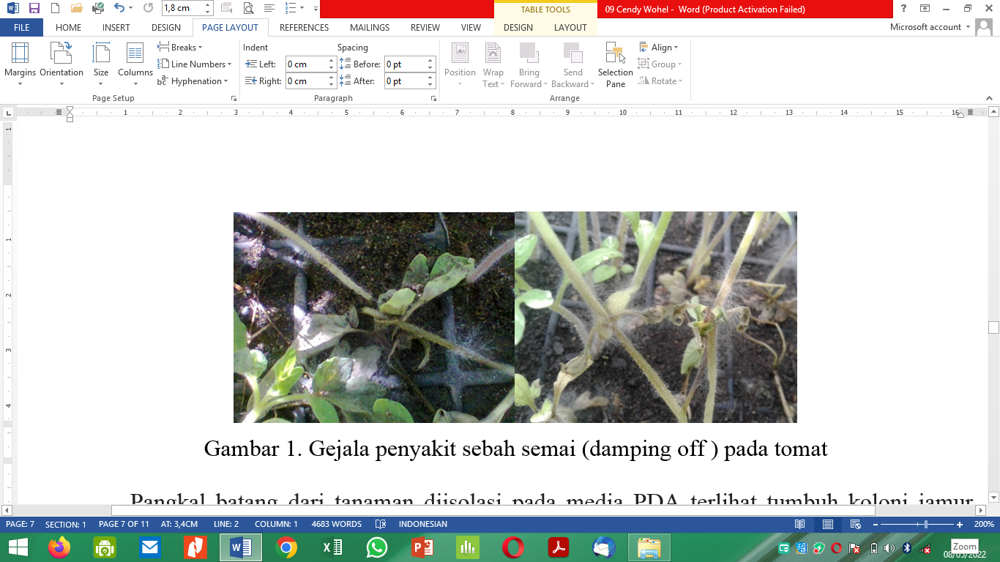 1,8 cm
TABLE TOOLS
09 Cendy Wohel - Word (Product Activation Failed)
?
FILE HOME INSERT DESIGN PAGE LAYOUT REFERENCES MAILINGS REVIEW VIEW DESIGN LAYOUT Microsoft account
Margins Orientation Size Columns
Breaks
Line Numbers
Hyphenation
Page Setup
Indent Spacing
Left: 0 cm Before: 0 pt
Right: 0 cm After: 0 pt
Paragraph
Position Wrap Text Bring Forward Send Backward Selection Pane
Align
Group
Rotate
Arrange
1 2 3 4 5 6 7 8 9 10 11 12 13 14 15 16
1
1
2
3
4
Gambar 1. Gejala penyakit sebah semai (damping off ) pada tomat
Pangkal batang dari tanaman diisolasi pada media PDA terlihat tumbuh koloni jamur
PAGE: 7 SECTION: 1 PAGE 7 OF 11 AT: 3,4CM LINE: 2 COLUMN: 1 4683 WORDS INDONESIAN 200%
Zoom
08/05/2022